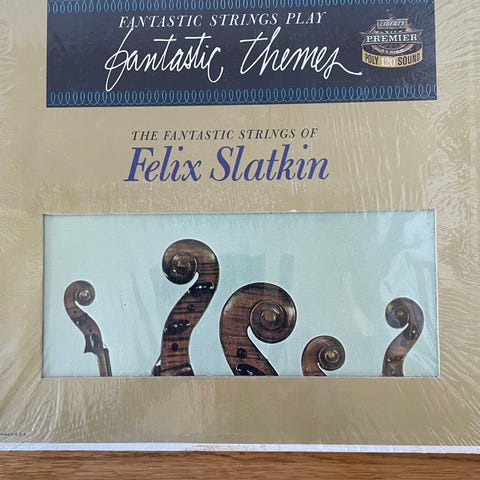 FANTASTIC STRINGS PLAY
fantastic themes
LIBERTY
PREMIER
POLY 120 SOUND
THE FANTASTIC STRINGS OF
Felix Slatkin